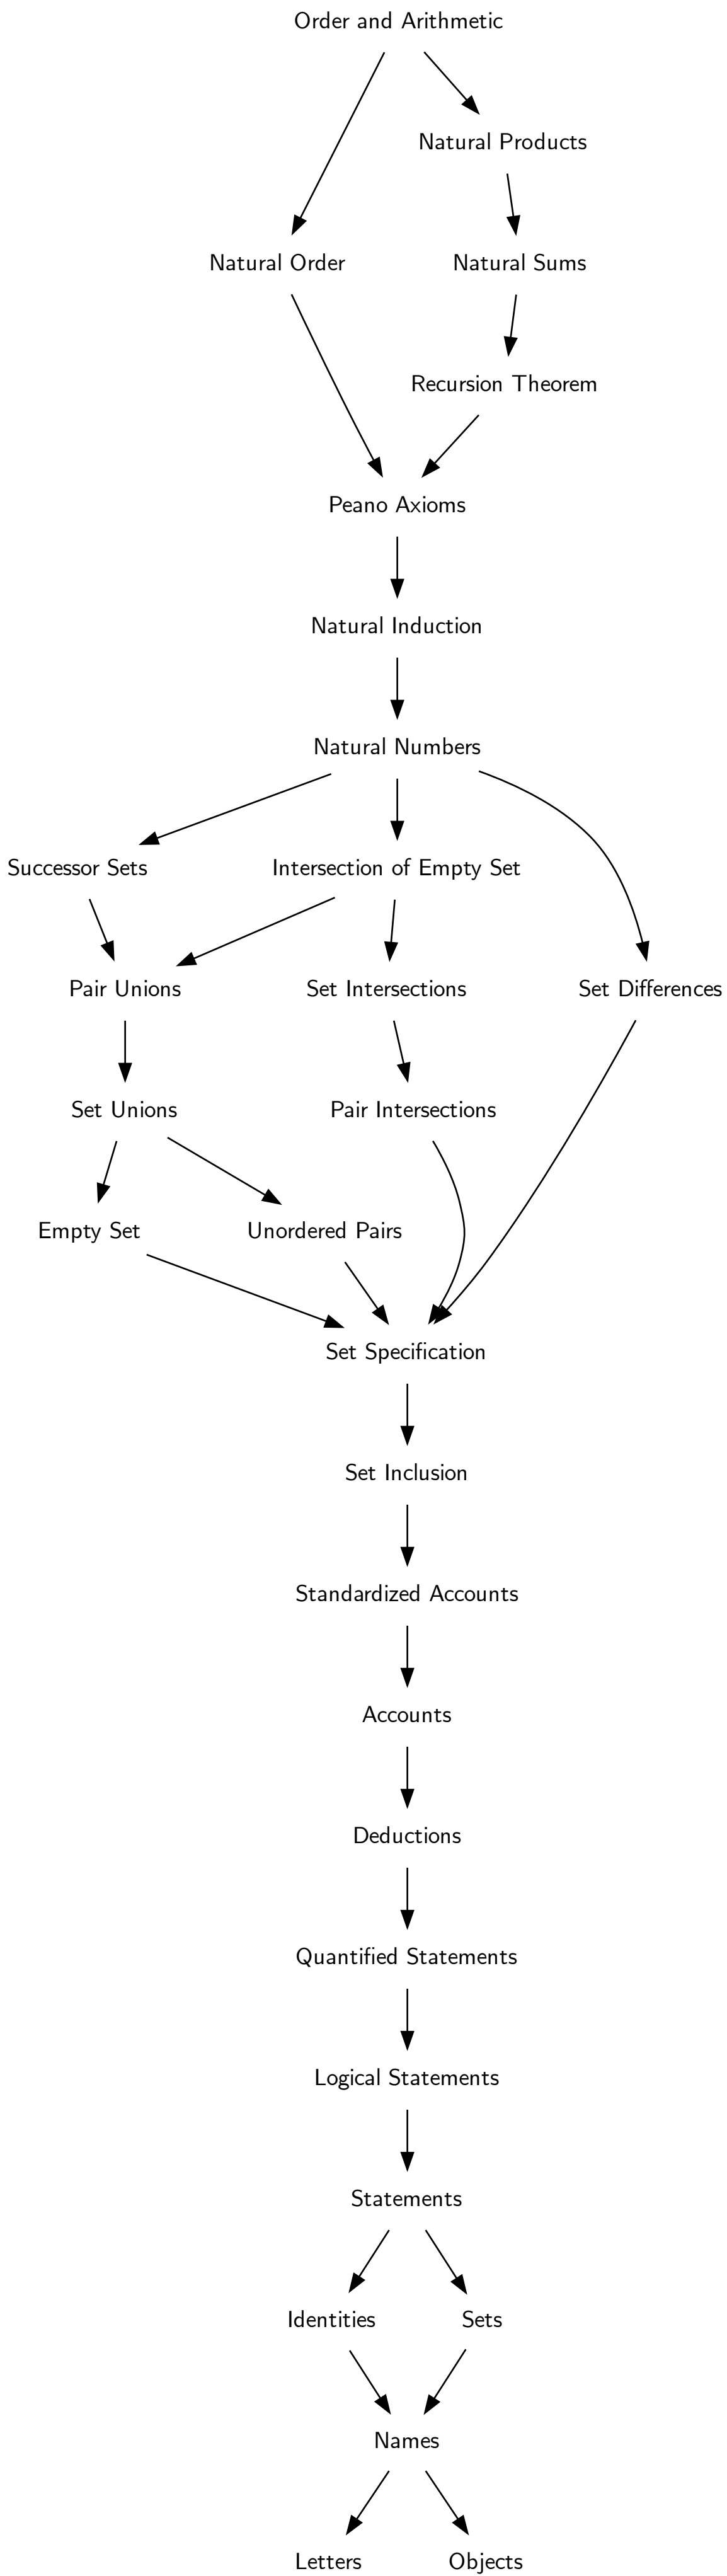 Order and Arithmetic
Natural Products
Natural Order
Natural Sums
Recursion Theorem
Peano Axioms
Natural Induction
Natural Numbers
Successor Sets
Intersection of Empty Set
Pair Unions
Set Intersections
Set Differences
Set Unions
Pair Intersections
Empty Set
Unordered Pairs
Set Specification
Set Inclusion
Standardized Accounts
Accounts
Deductions
Quantified Statements
Logical Statements
Statements
Identities
Sets
Names
Letters
Objects